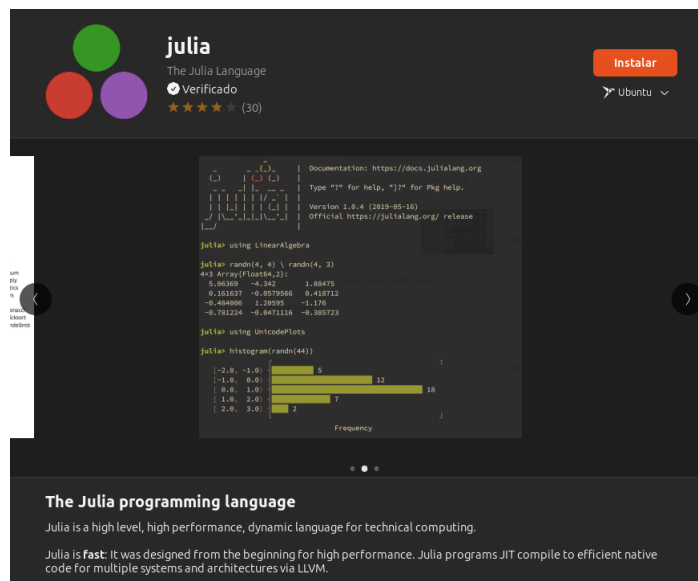 julia
The Julia Language
Verificado
(30)
Instalar
Ubuntu
Documentation: https://docs.julialang.org
Type "?" for help, "]?" for Pkg help.
Version 1.0.4 (2019-05-16)
Official https://julialang.org/ release
julia> using LinearAlgebra
julia> randn(4, 4) \ randn(4, 3)
4×3 Array{Float64,2}:
5.06369 -4.342 1.88475
0.161637 -0.0579566 0.418712
-0.484006 1.20595 -1.176
-0.781224 -0.0471116 -0.385723
julia> using UnicodePlots
julia> histogram(randn(44))
[-2.0, -1.0) 5
[-1.0, 0.0) 12
[ 0.0, 1.0) 18
[ 1.0, 2.0) 7
[ 2.0, 3.0) 2
Frequency
The Julia programming language
Julia is a high level, high performance, dynamic language for technical computing.
Julia is fast: It was designed from the beginning for high performance. Julia programs JIT compile to efficient native
code for multiple systems and architectures via LLVM.